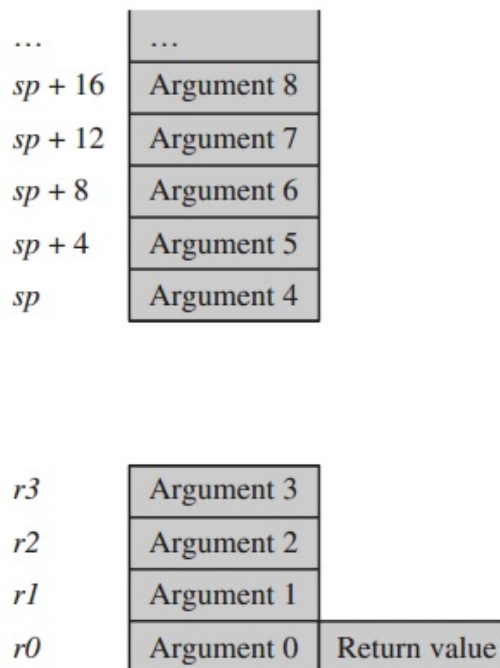 ... ...
sp + 16 Argument 8
sp + 12 Argument 7
sp + 8 Argument 6
sp + 4 Argument 5
sp Argument 4
r3 Argument 3
r2 Argument 2
r1 Argument 1
r0 Argument 0 Return value